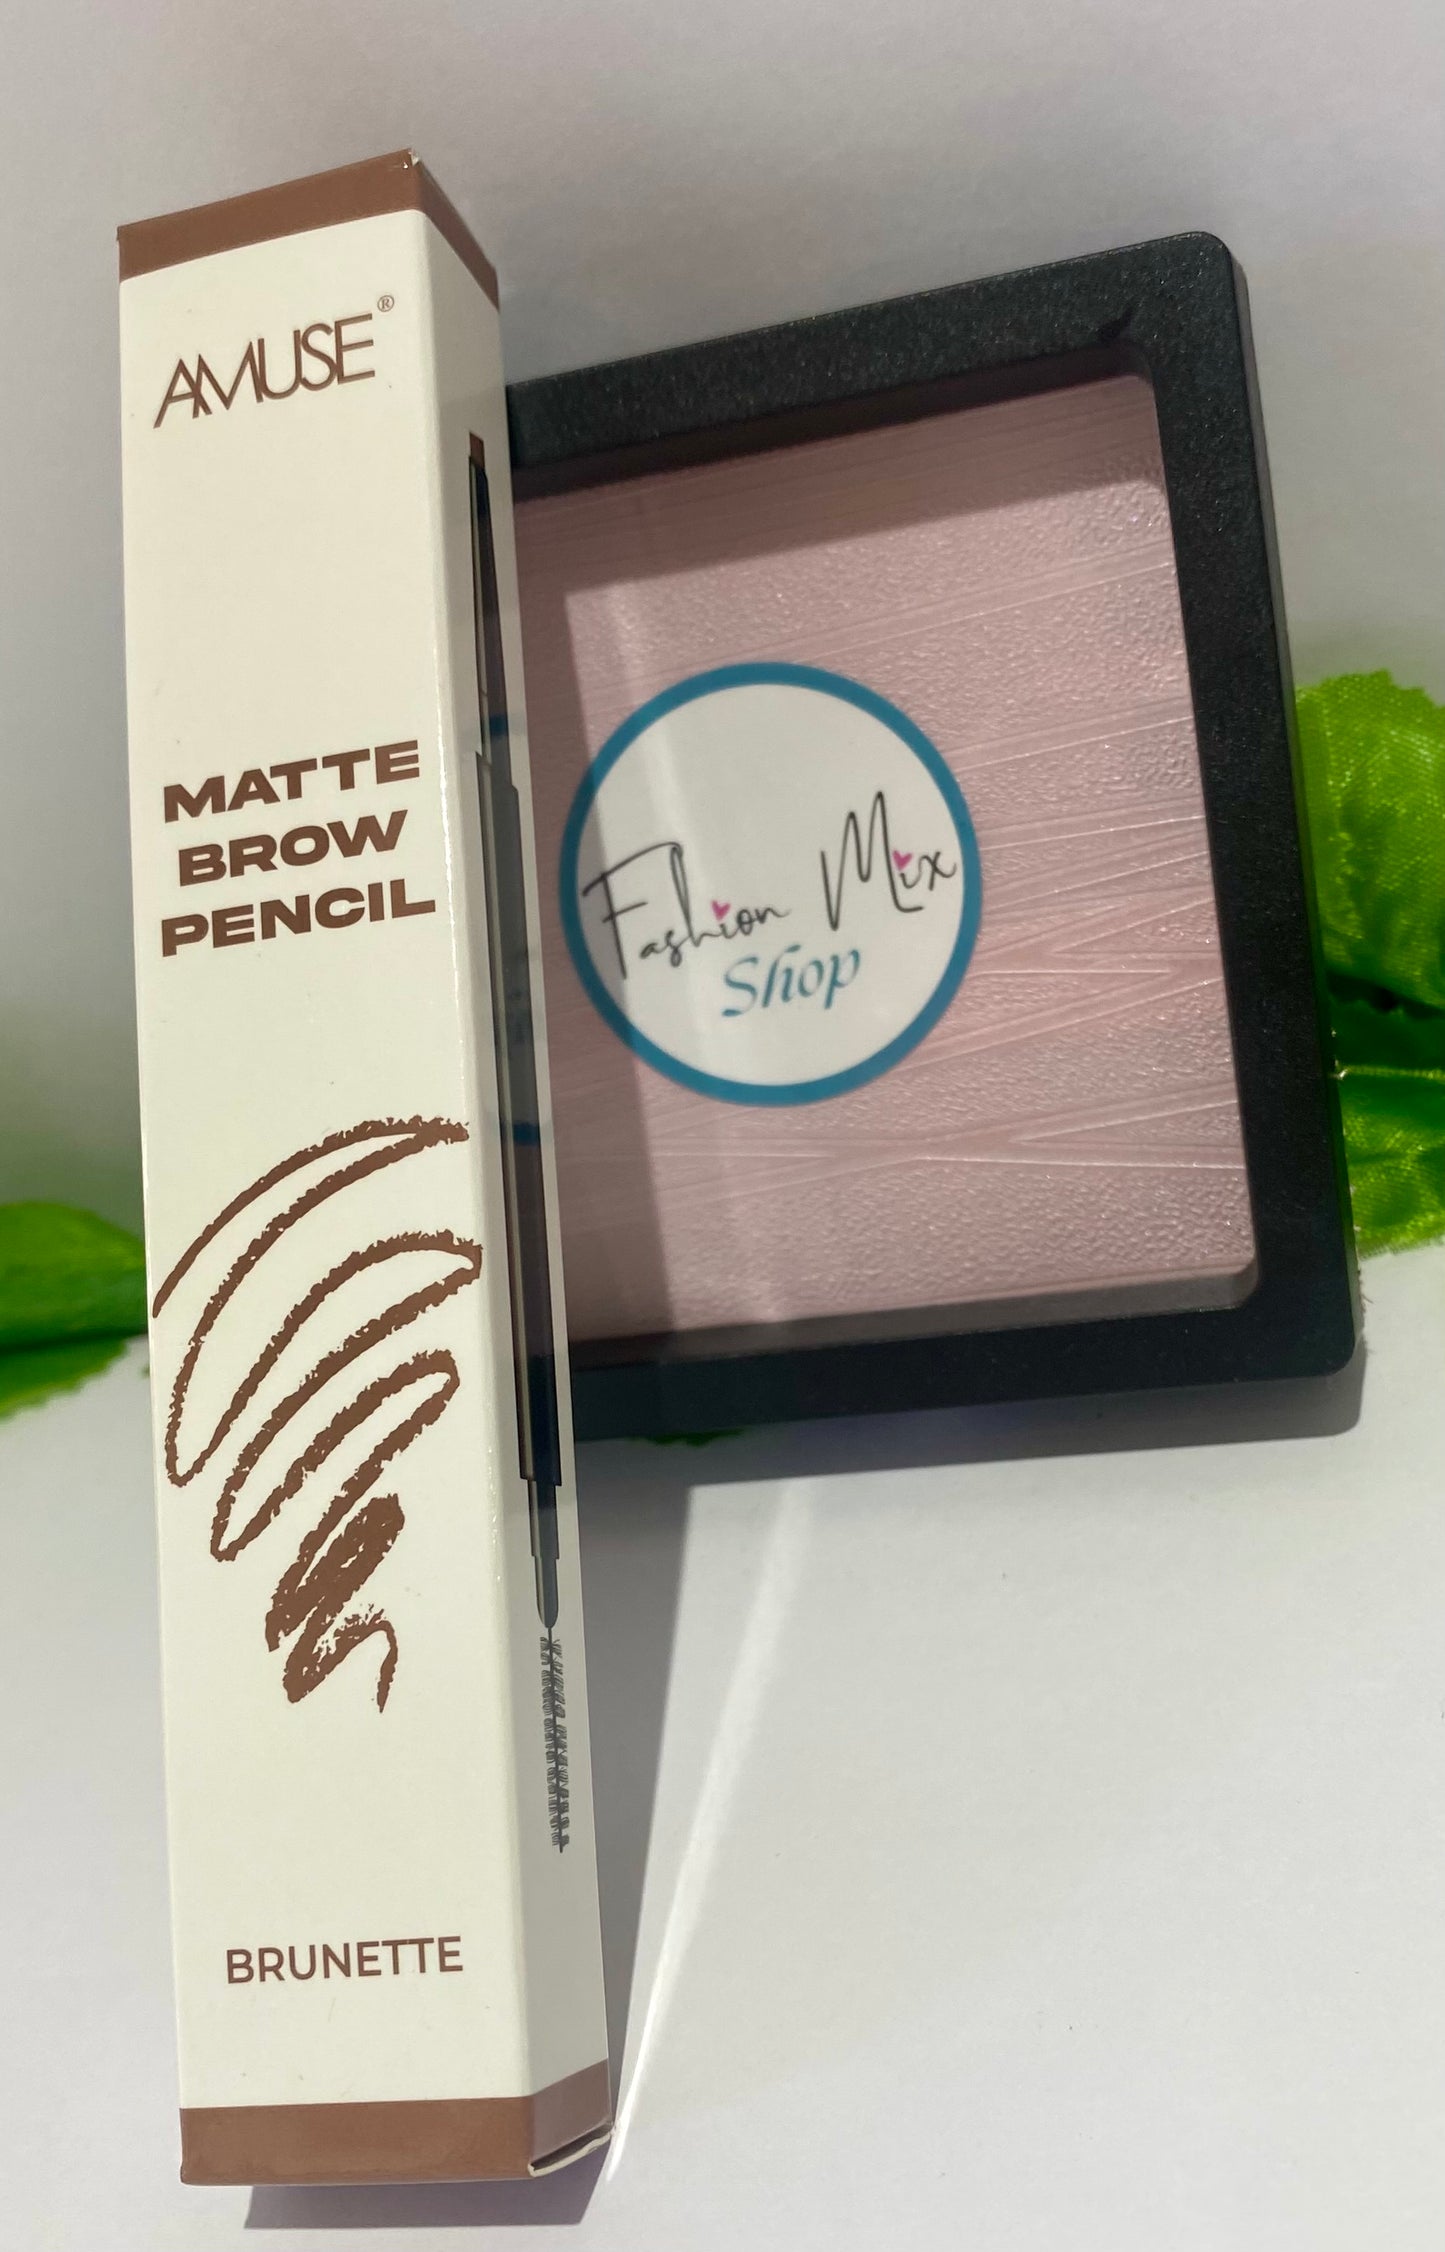 AMUSE®
MATTE
BROW
PENCIL
BRUNETTE
Fashion Mix
Shop